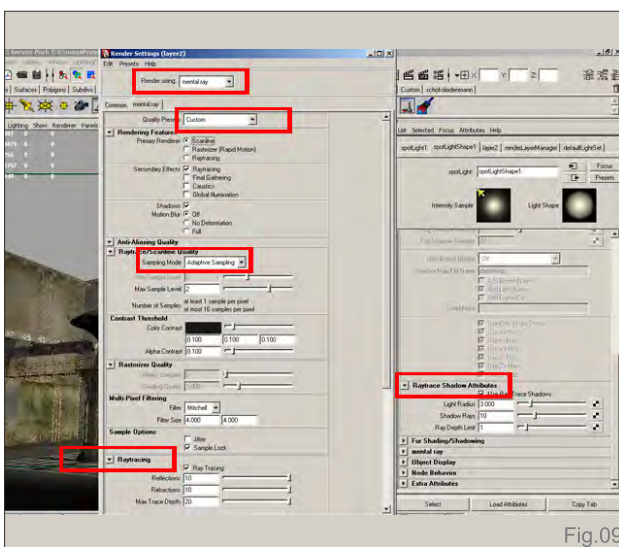 Render Settings (layer2)
Edit Presets Help
Render using: mental ray
Common mental ray
Quality Presets Custom
Rendering Features
Primary Renderer Scanline
Rasterizer (Rapid Motion)
Raytracing
Secondary Effects Raytracing
Final Gathering
Caustics
Global Illumination
Shadows
Motion Blur Off
No Deformation
Full
Anti-Aliasing Quality
Raytrace/Scanline Quality
Sampling Mode Adaptive Sampling
Max Sample Level 2
Number of Samples at least 1 sample per pixel
at most 16 samples per pixel
Contrast Threshold
Color Contrast
0.100 0.100 0.100
Alpha Contrast 0.100
Rasterizer Quality
Multi-Pixel Filtering
Filter Mitchell
Filter Size 4.000 4.000
Sample Options
Jitter
Sample Lock
Raytracing
Ray Tracing
Reflections 10
Refractions 10
Max Trace Depth 20
Surfaces Polygons Subdivs
Lighting Show Renderer Panels
X Y Z
Custom
List Selected Focus Attributes Help
spotLight1 spotLightShape1 layer2 renderLayerManager defaultLightSet
spotLight: spotLightShape1
Focus
Presets
Intensity Sample Light Shape
Raytrace Shadow Attributes
Use Ray Trace Shadows
Light Radius 3.000
Shadow Rays 10
Ray Depth Limit 1
Fur Shading/Shadowing
mental ray
Object Display
Node Behavior
Extra Attributes
Select Load Attributes Copy Tab
Fig.09